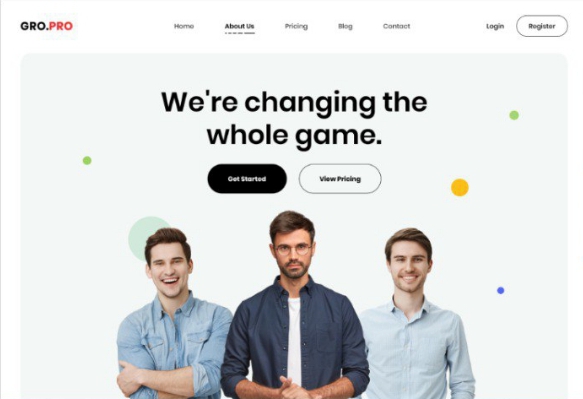 GRO.PRO
Home About Us Pricing Blog Contact Login Register
We're changing the
whole game.
Get Started View Pricing